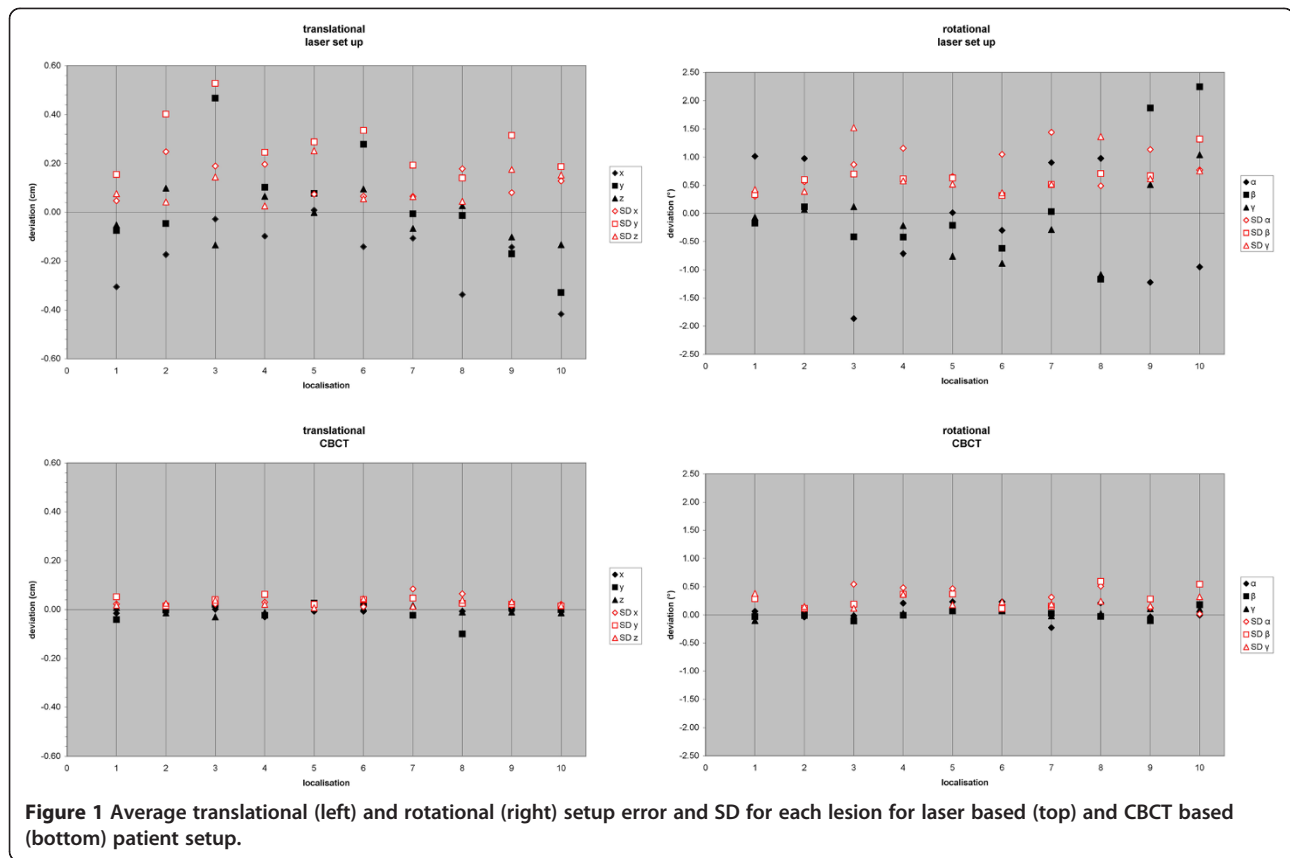 translational
laser set up
0.60
0.40
0.20
0.00
-0.20
-0.40
-0.60
deviation (cm)
0 1 2 3 4 5 6 7 8 9 10
localisation
x
y
z
SD x
SD y
SD z
rotational
laser set up
2.50
2.00
1.50
1.00
0.50
0.00
-0.50
-1.00
-1.50
-2.00
-2.50
deviation (°)
0 1 2 3 4 5 6 7 8 9 10
localisation
α
β
γ
SD α
SD β
SD γ
translational
CBCT
0.60
0.40
0.20
0.00
-0.20
-0.40
-0.60
deviation (cm)
0 1 2 3 4 5 6 7 8 9 10
localisation
x
y
z
SD x
SD y
SD z
rotational
CBCT
2.50
2.00
1.50
1.00
0.50
0.00
-0.50
-1.00
-1.50
-2.00
-2.50
deviation (°)
0 1 2 3 4 5 6 7 8 9 10
localisation
α
β
γ
SD α
SD β
SD γ
Figure 1 Average translational (left) and rotational (right) setup error and SD for each lesion for laser based (top) and CBCT based
(bottom) patient setup.